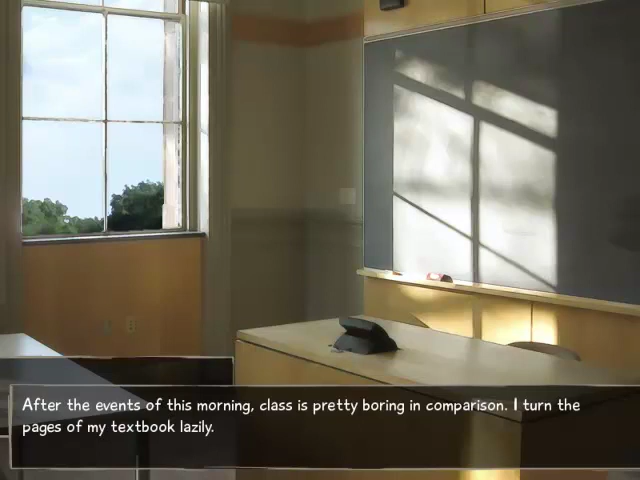 After the events of this morning, class is pretty boring in comparison. I turn the
pages of my textbook lazily.